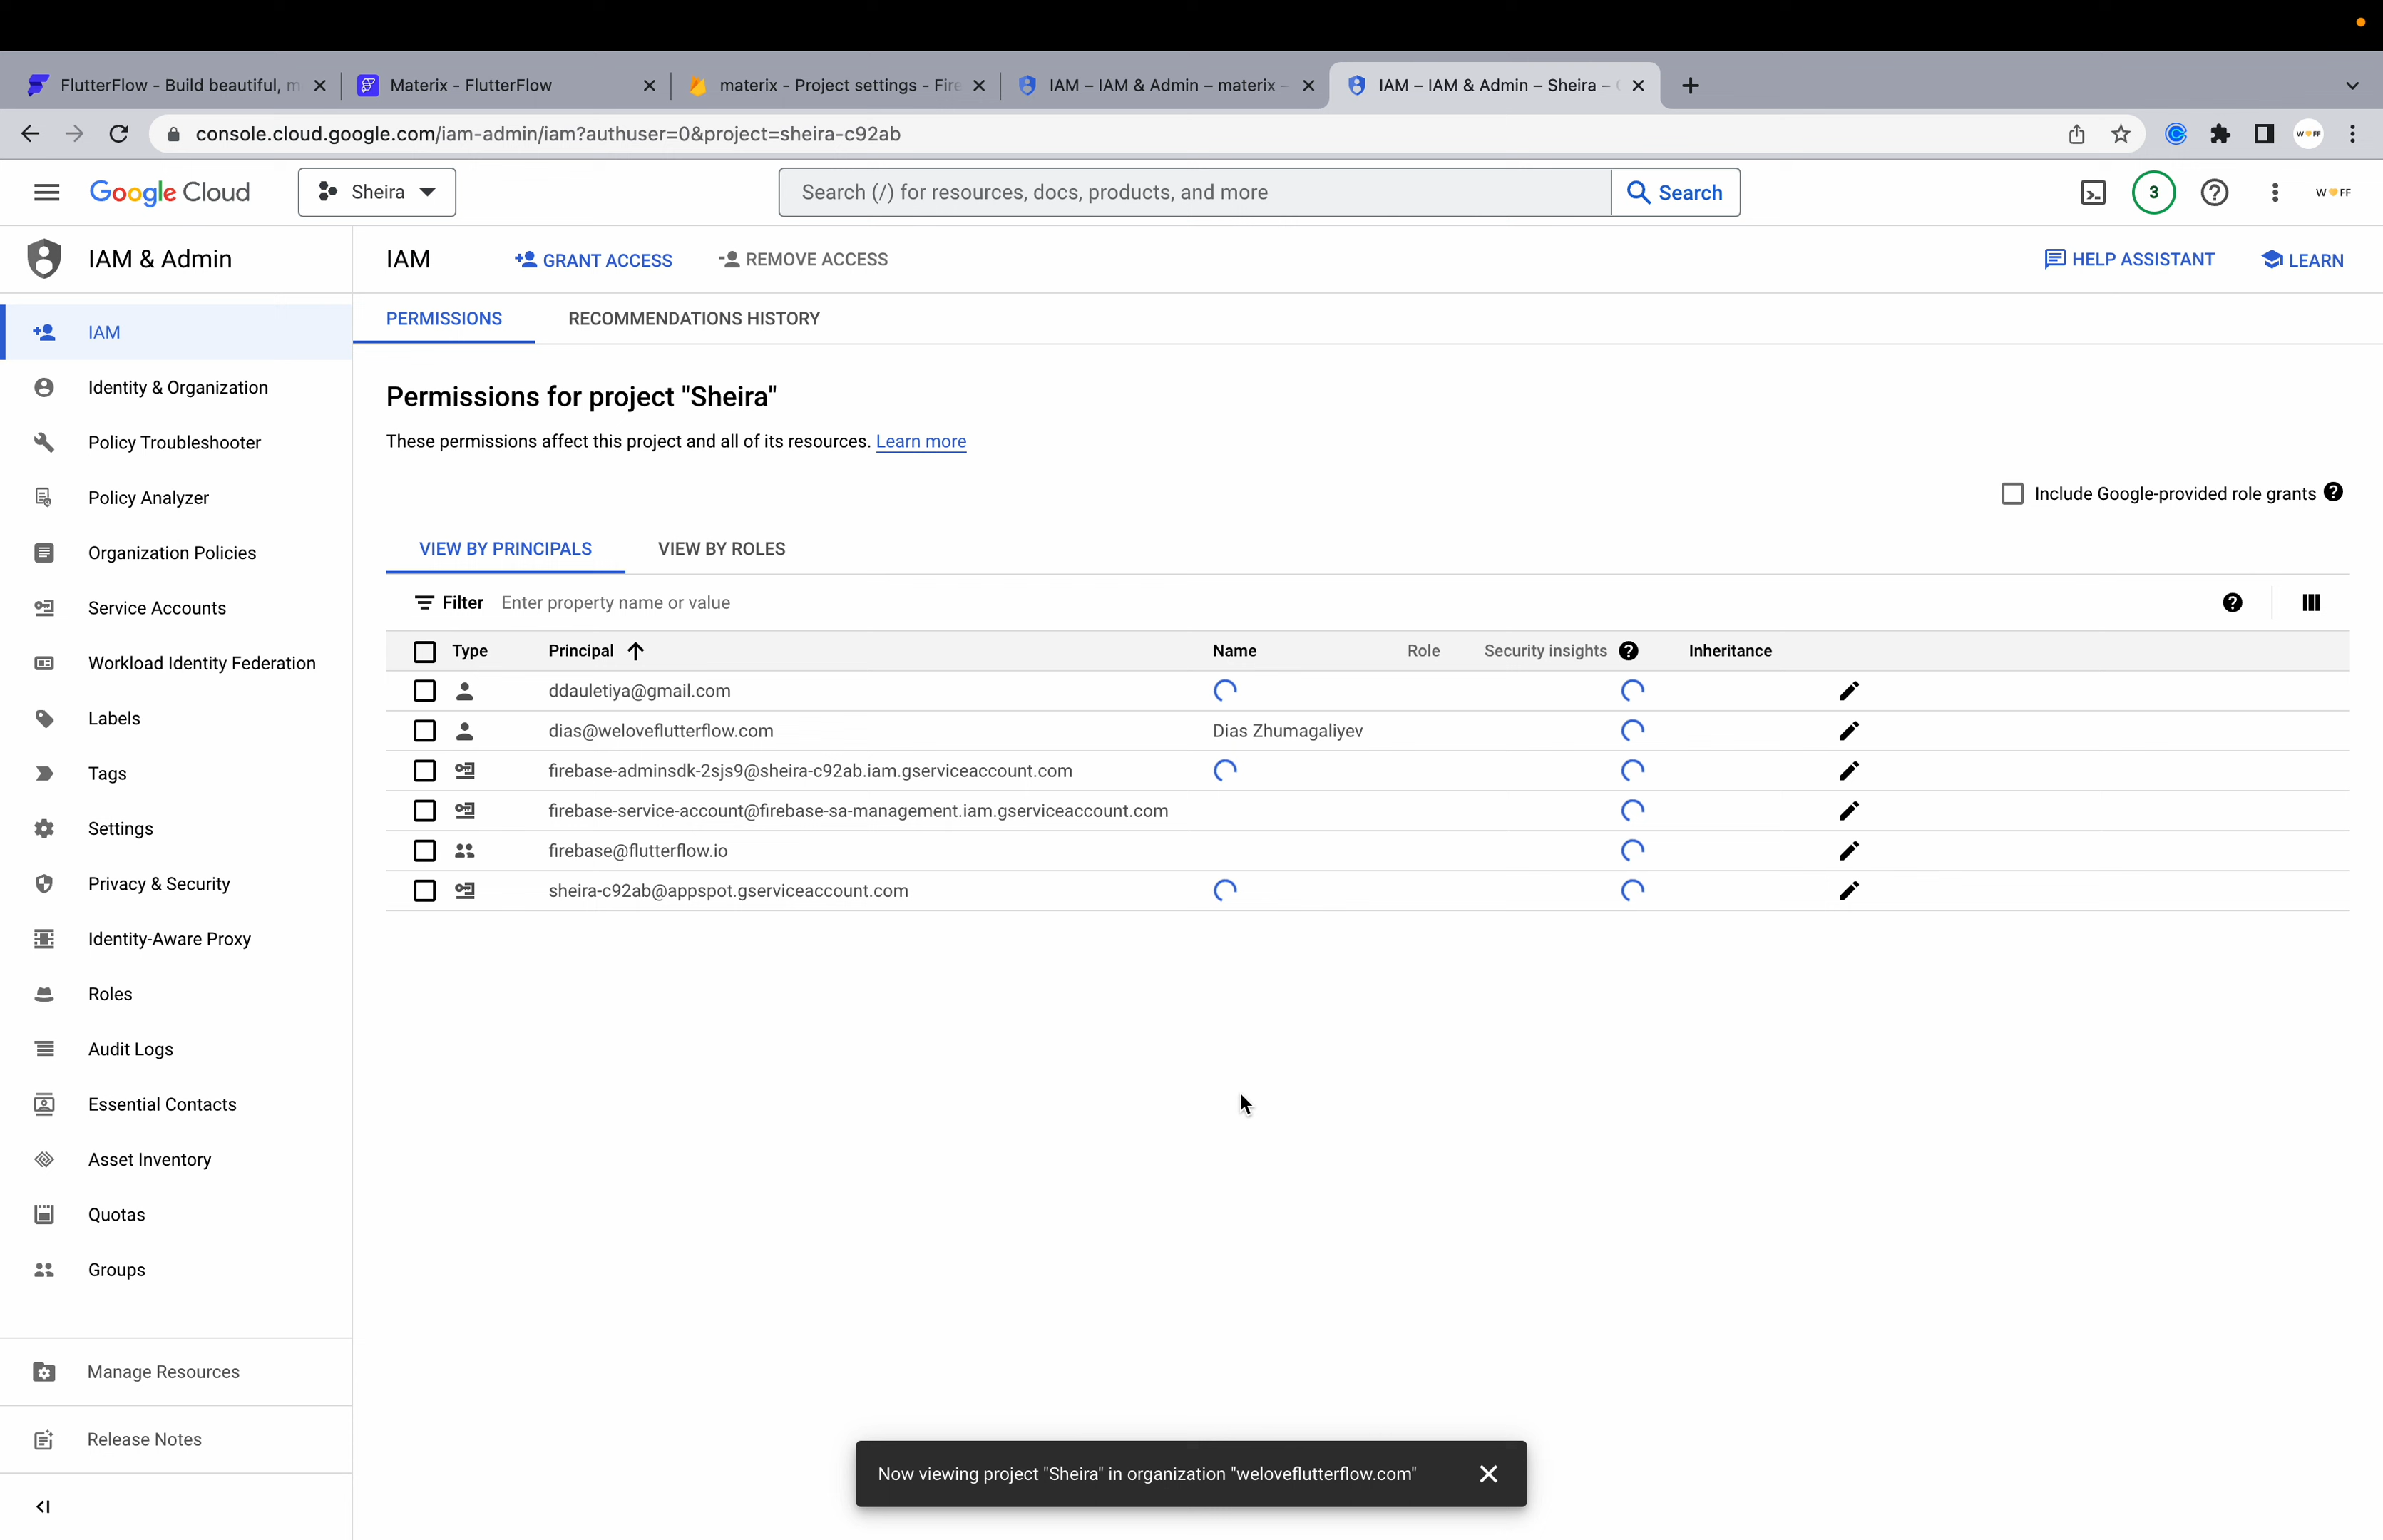 FlutterFlow - Build beautiful, m
Materix - FlutterFlow
materix - Project settings - Fire
IAM – IAM & Admin – materix –
IAM – IAM & Admin – Sheira –
console.cloud.google.com/iam-admin/iam?authuser=0&project=sheira-c92ab
W FF
Google Cloud
Sheira
Search (/) for resources, docs, products, and more
Search
3
W FF
IAM & Admin
IAM
GRANT ACCESS
REMOVE ACCESS
HELP ASSISTANT
LEARN
IAM
Identity & Organization
Policy Troubleshooter
Policy Analyzer
Organization Policies
Service Accounts
Workload Identity Federation
Labels
Tags
Settings
Privacy & Security
Identity-Aware Proxy
Roles
Audit Logs
Essential Contacts
Asset Inventory
Quotas
Groups
Manage Resources
Release Notes
PERMISSIONS
RECOMMENDATIONS HISTORY
Permissions for project "Sheira"
These permissions affect this project and all of its resources. Learn more
Include Google-provided role grants
VIEW BY PRINCIPALS
VIEW BY ROLES
Filter Enter property name or value
Type Principal Name Role Security insights Inheritance
ddauletiya@gmail.com
dias@weloveflutterflow.com Dias Zhumagaliyev
firebase-adminsdk-2sjs9@sheira-c92ab.iam.gserviceaccount.com
firebase-service-account@firebase-sa-management.iam.gserviceaccount.com
firebase@flutterflow.io
sheira-c92ab@appspot.gserviceaccount.com
Now viewing project "Sheira" in organization "weloveflutterflow.com"